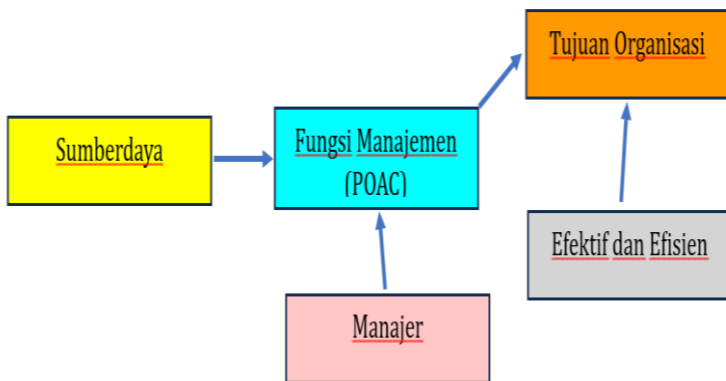 Tujuan Organisasi
Sumberdaya
Fungsi Manajemen
(POAC)
Efektif dan Efisien
Manajer